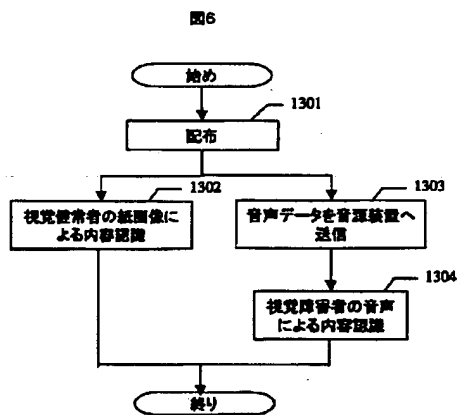 図6
始め
1301
配布
1302
視覚健常者の紙画像に
よる内容認識
1303
音声データを音源装置へ
送信
1304
視覚障害者の音声
による内容認識
終り